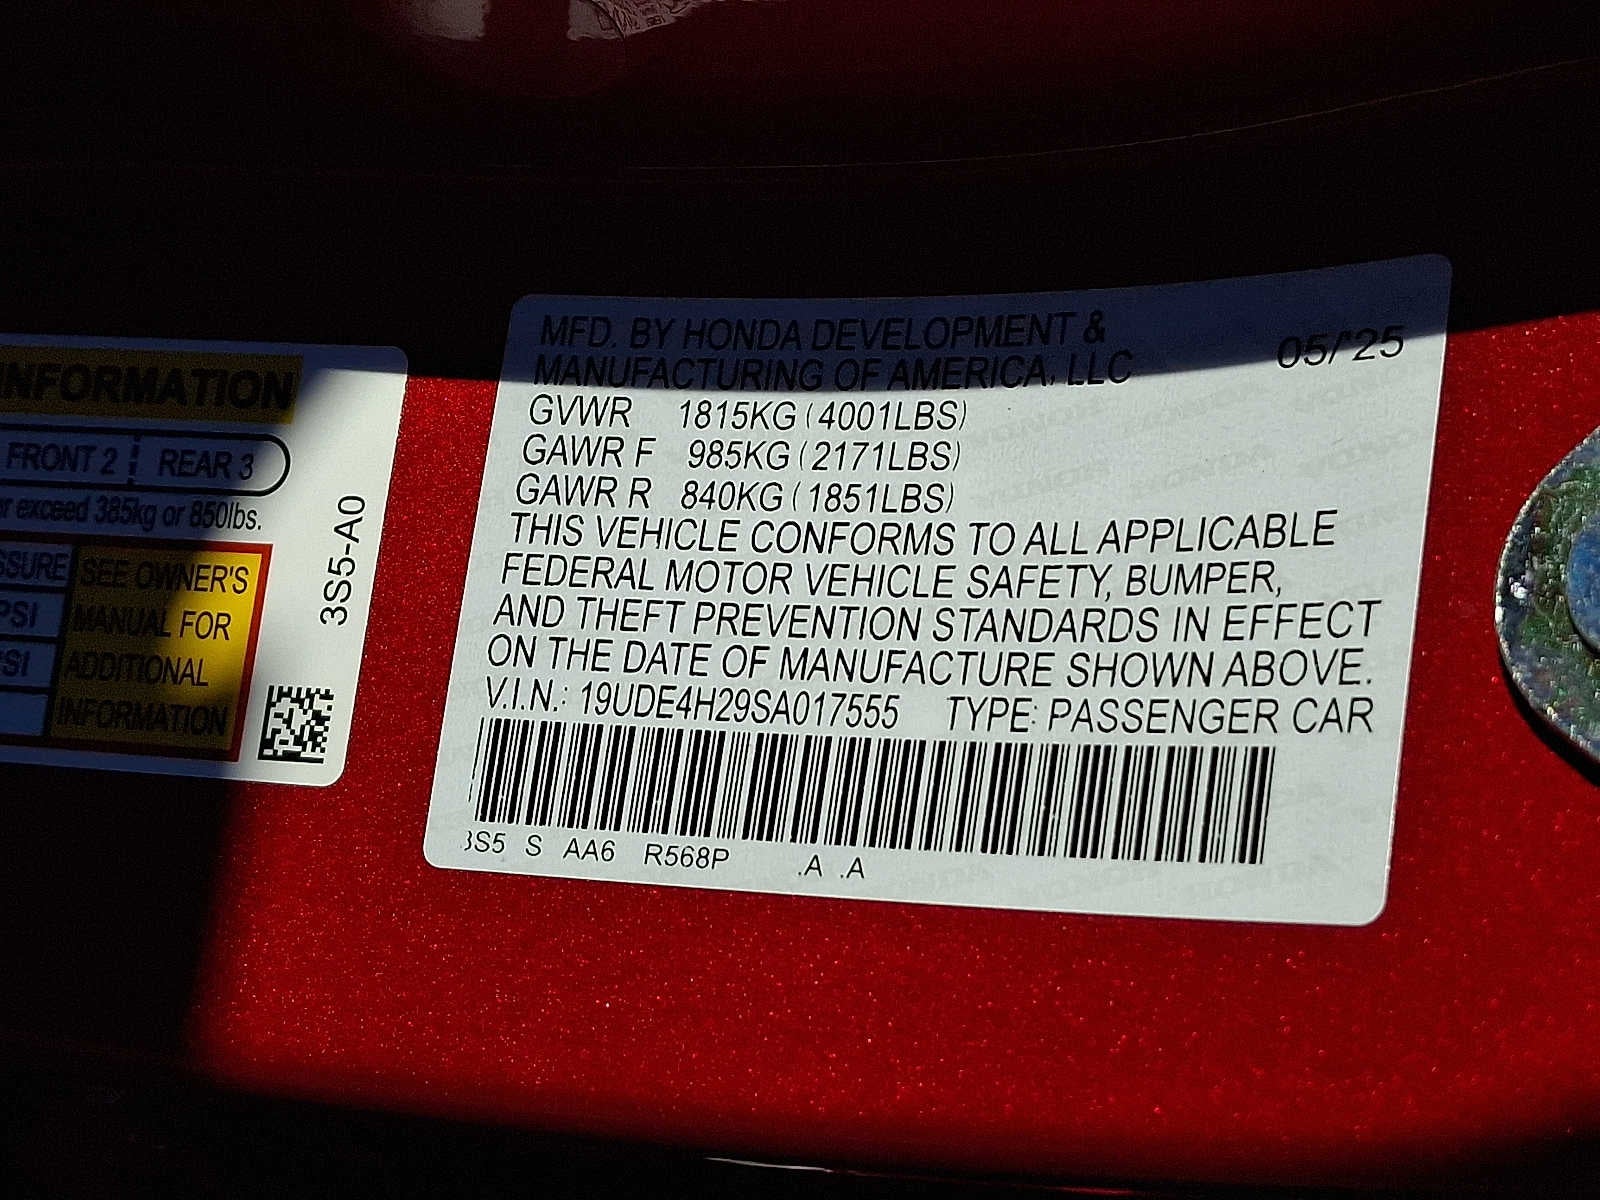 INFORMATION
FRONT 2 REAR 3
or exceed 385kg or 850lbs.
SSURE
PSI
SEE OWNER'S
MANUAL FOR
ADDITIONAL
INFORMATION
3S5-A0
MFD. BY HONDA DEVELOPMENT &
MANUFACTURING OF AMERICA, LLC
05/'25
GVWR 1815KG (4001LBS)
GAWR F 985KG (2171LBS)
GAWR R 840KG (1851LBS)
THIS VEHICLE CONFORMS TO ALL APPLICABLE
FEDERAL MOTOR VEHICLE SAFETY, BUMPER,
AND THEFT PREVENTION STANDARDS IN EFFECT
ON THE DATE OF MANUFACTURE SHOWN ABOVE.
V.I.N.: 19UDE4H29SA017555 TYPE: PASSENGER CAR
3S5 S AA6 R568P .A .A